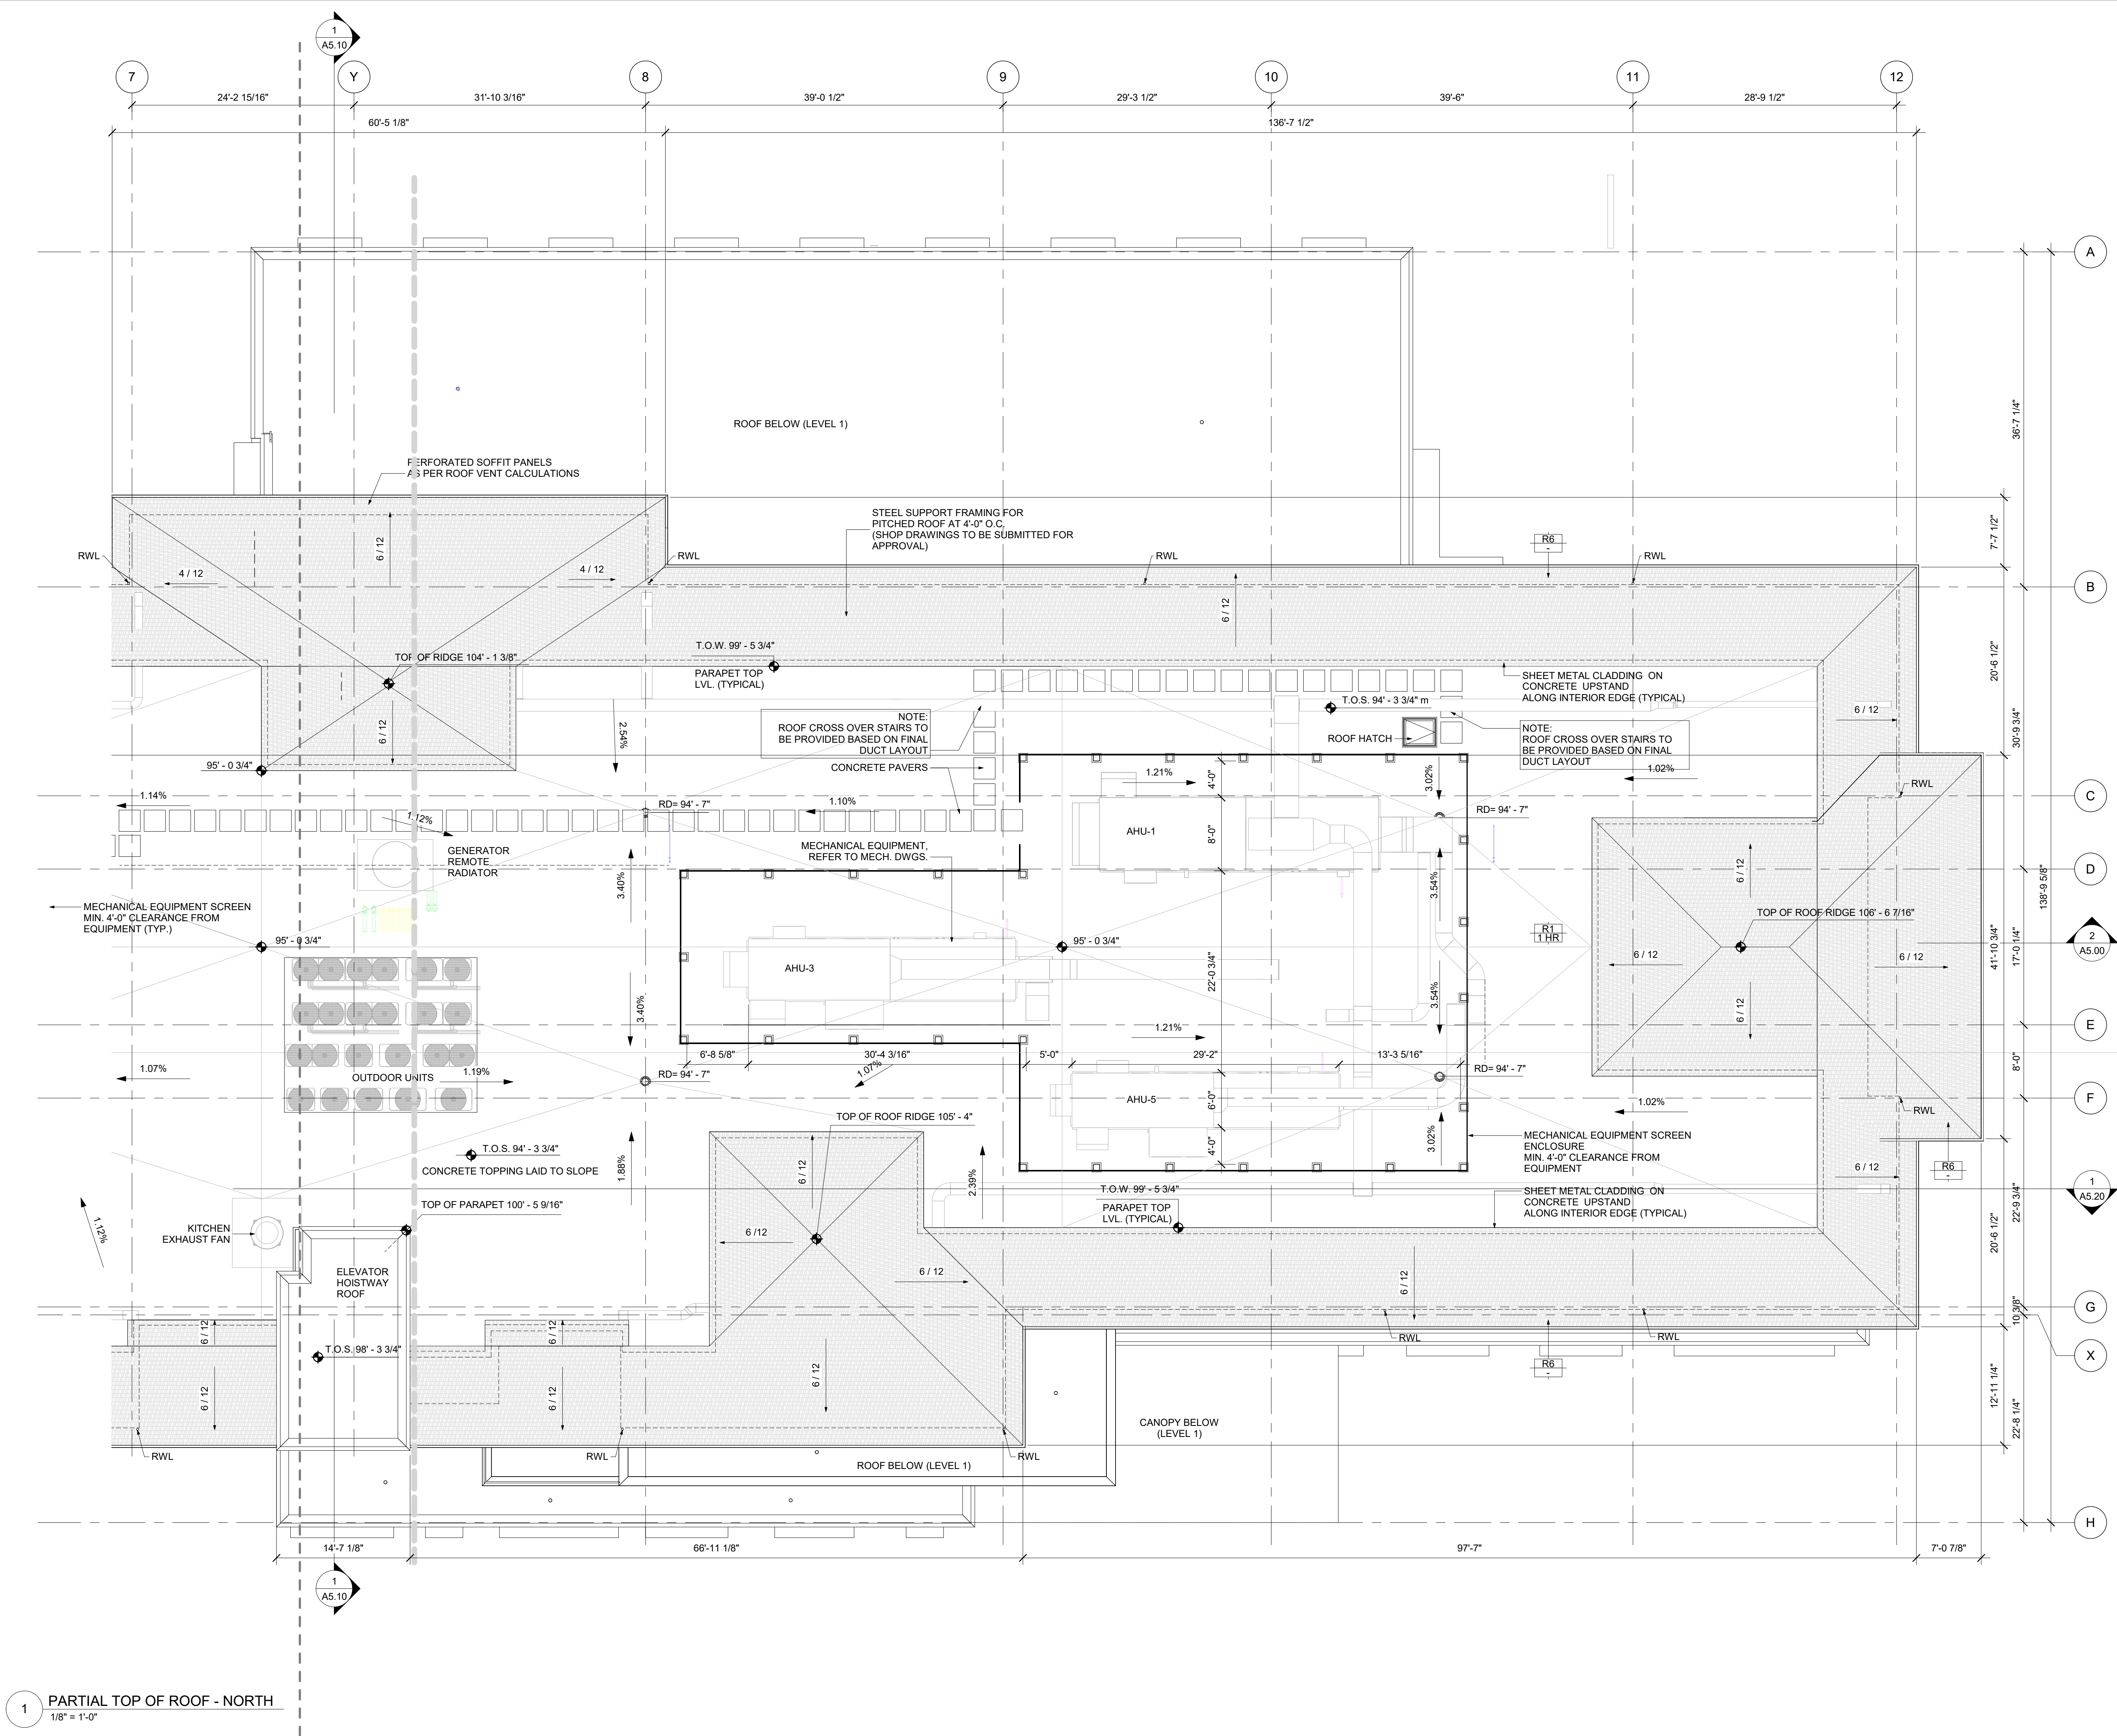 1
A5.10
7
Y
8
9
10
11
12
24'-2 15/16"
31'-10 3/16"
39'-0 1/2"
29'-3 1/2"
39'-6"
28'-9 1/2"
60'-5 1/8"
136'-7 1/2"
A
36'-7 1/4"
ROOF BELOW (LEVEL 1)
PERFORATED SOFFIT PANELS
AS PER ROOF VENT CALCULATIONS
STEEL SUPPORT FRAMING FOR
PITCHED ROOF AT 4'-0" O.C.
(SHOP DRAWINGS TO BE SUBMITTED FOR
APPROVAL)
7'-7 1/2"
R6
-
RWL
RWL
RWL
RWL
6 / 12
4 / 12
4 / 12
B
6 / 12
T.O.W. 99' - 5 3/4"
PARAPET TOP
LVL. (TYPICAL)
TOP OF RIDGE 104' - 1 3/8"
20'-6 1/2"
SHEET METAL CLADDING ON
CONCRETE UPSTAND
ALONG INTERIOR EDGE (TYPICAL)
T.O.S. 94' - 3 3/4" m
6 / 12
6 / 12
2.54%
NOTE:
ROOF CROSS OVER STAIRS TO
BE PROVIDED BASED ON FINAL
DUCT LAYOUT
ROOF HATCH
NOTE:
ROOF CROSS OVER STAIRS TO
BE PROVIDED BASED ON FINAL
DUCT LAYOUT
30'-9 3/4"
95' - 0 3/4"
CONCRETE PAVERS
1.21%
4'-0"
3.02%
1.02%
RWL
1.14%
1.12%
RD= 94' - 7"
1.10%
RD= 94' - 7"
C
AHU-1
8'-0"
MECHANICAL EQUIPMENT,
REFER TO MECH. DWGS.
GENERATOR
REMOTE
RADIATOR
D
3.40%
3.54%
6 / 12
138'-9 5/8"
MECHANICAL EQUIPMENT SCREEN
MIN. 4'-0" CLEARANCE FROM
EQUIPMENT (TYP.)
TOP OF ROOF RIDGE 106' - 6 7/16"
R1
1 HR
95' - 0 3/4"
95' - 0 3/4"
2
A5.00
41'-10 3/4"
17'-0 1/4"
6 / 12
6 / 12
AHU-3
22'-0 3/4"
3.40%
3.54%
6 / 12
E
1.21%
6'-8 5/8"
30'-4 3/16"
5'-0"
29'-2"
13'-3 5/16"
8'-0"
1.07%
OUTDOOR UNITS
1.19%
RD= 94' - 7"
1.07%
RD= 94' - 7"
AHU-5
6'-0"
F
1.02%
RWL
TOP OF ROOF RIDGE 105' - 4"
T.O.S. 94' - 3 3/4"
CONCRETE TOPPING LAID TO SLOPE
1.88%
6 / 12
2.39%
4'-0"
3.02%
MECHANICAL EQUIPMENT SCREEN
ENCLOSURE
MIN. 4'-0" CLEARANCE FROM
EQUIPMENT
6 / 12
R6
-
1
A5.20
T.O.W. 99' - 5 3/4"
PARAPET TOP
LVL. (TYPICAL)
SHEET METAL CLADDING ON
CONCRETE UPSTAND
ALONG INTERIOR EDGE (TYPICAL)
TOP OF PARAPET 100' - 5 9/16"
1.12%
KITCHEN
EXHAUST FAN
6 /12
20'-6 1/2"
22'-9 3/4"
ELEVATOR
HOISTWAY
ROOF
6 / 12
6 / 12
G
10 3/8"
6 / 12
6 / 12
RWL
RWL
T.O.S. 98' - 3 3/4"
6 / 12
R6
-
X
6 / 12
6 / 12
12'-11 1/4"
22'-8 1/4"
CANOPY BELOW
(LEVEL 1)
RWL
RWL
RWL
ROOF BELOW (LEVEL 1)
H
14'-7 1/8"
66'-11 1/8"
97'-7"
7'-0 7/8"
1
A5.10
1
PARTIAL TOP OF ROOF - NORTH
1/8" = 1'-0"